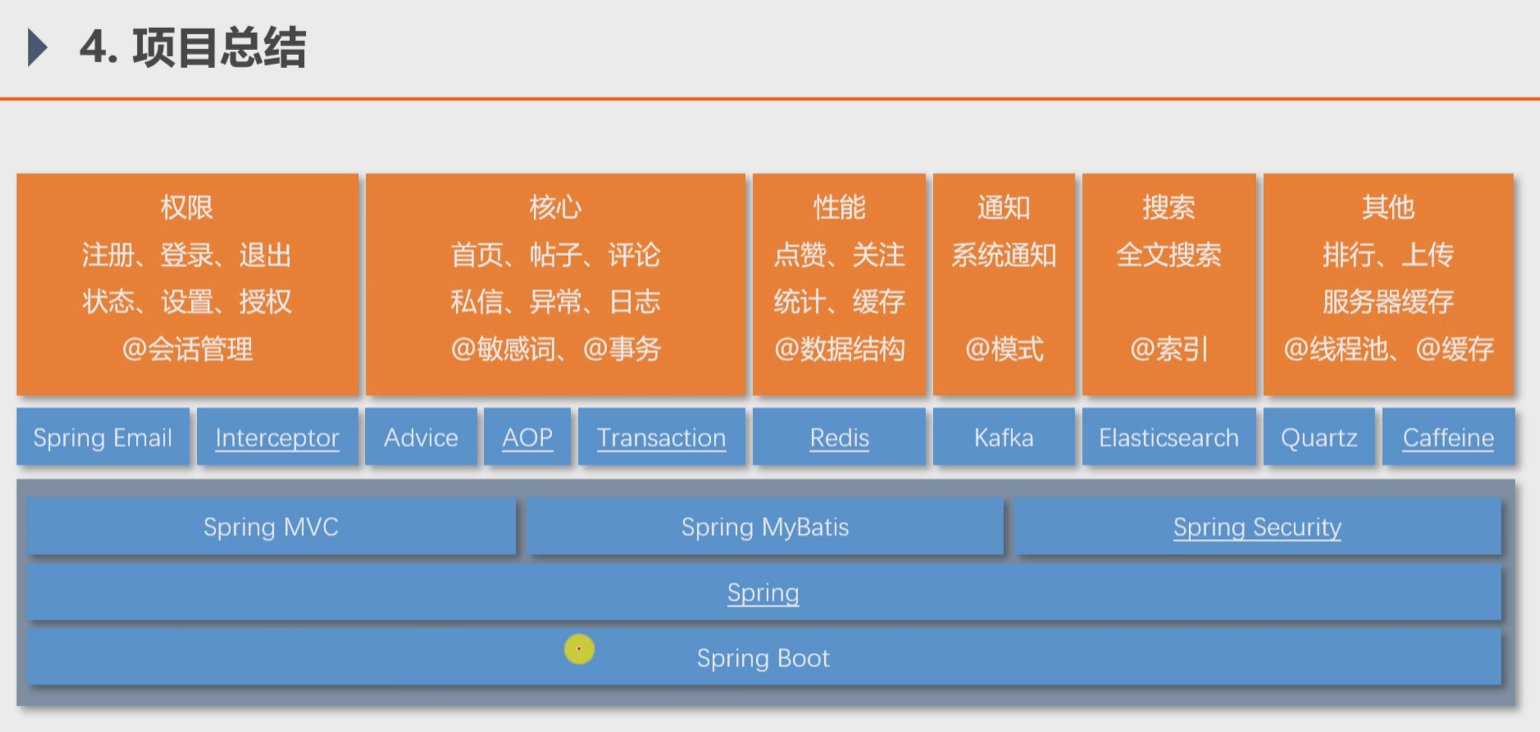 4. 项目总结
权限
注册、登录、退出
状态、设置、授权
@会话管理
核心
首页、帖子、评论
私信、异常、日志
@敏感词、@事务
性能
点赞、关注
统计、缓存
@数据结构
通知
系统通知
@模式
搜索
全文搜索
@索引
其他
排行、上传
服务器缓存
@线程池、@缓存
Spring Email
Interceptor
Advice
AOP
Transaction
Redis
Kafka
Elasticsearch
Quartz
Caffeine
Spring MVC
Spring MyBatis
Spring Security
Spring
Spring Boot